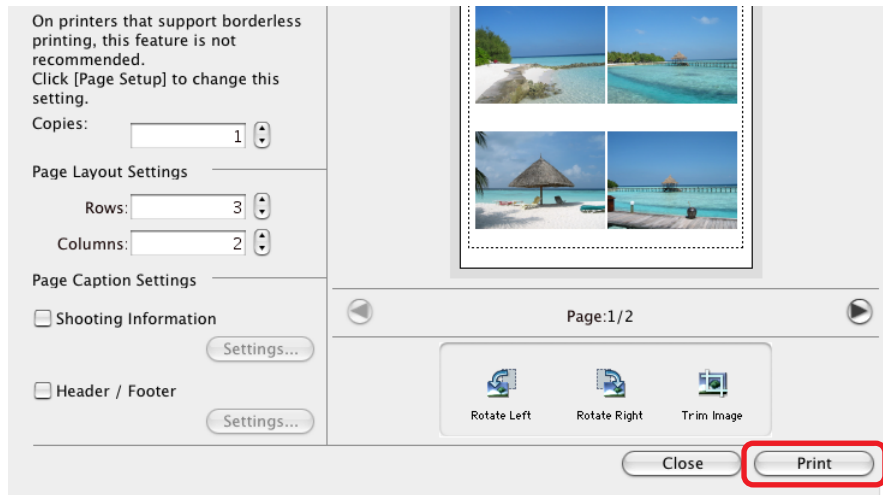 On printers that support borderless
printing, this feature is not
recommended.
Click [Page Setup] to change this
setting.
Copies: 1
Page Layout Settings
Rows: 3
Columns: 2
Page Caption Settings
Shooting Information
Settings...
Header / Footer
Settings...
Page:1/2
Rotate Left Rotate Right Trim Image
Close Print